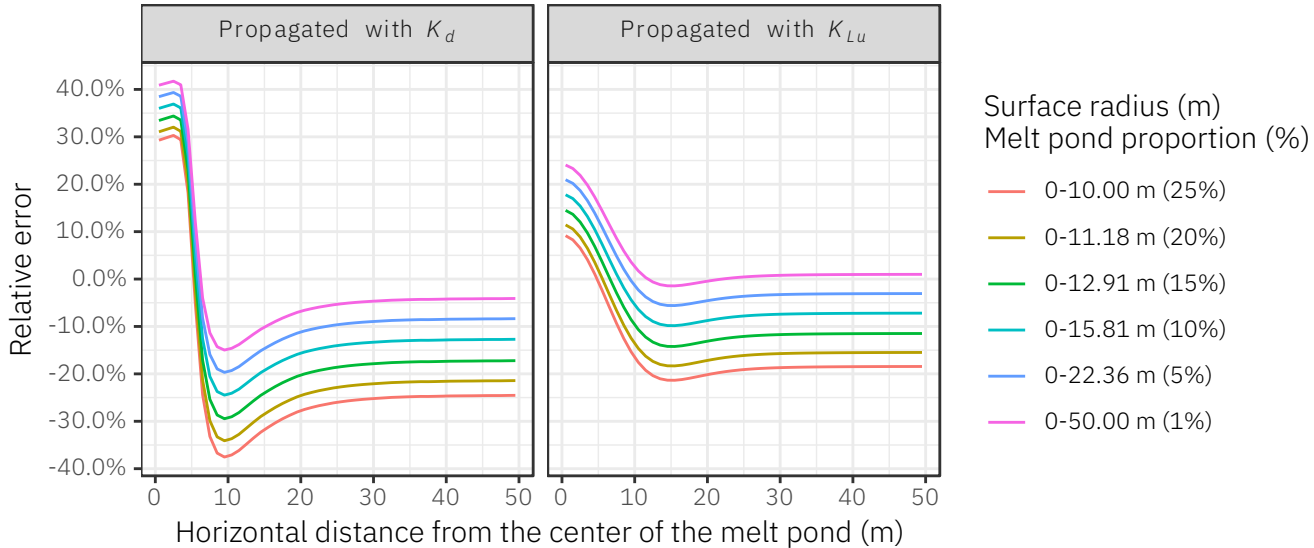 Propagated with K_d
Propagated with K_Lu
Relative error
40.0%
30.0%
20.0%
10.0%
0.0%
-10.0%
-20.0%
-30.0%
-40.0%
0 10 20 30 40 50
0 10 20 30 40 50
Horizontal distance from the center of the melt pond (m)
Surface radius (m)
Melt pond proportion (%)
0-10.00 m (25%)
0-11.18 m (20%)
0-12.91 m (15%)
0-15.81 m (10%)
0-22.36 m (5%)
0-50.00 m (1%)